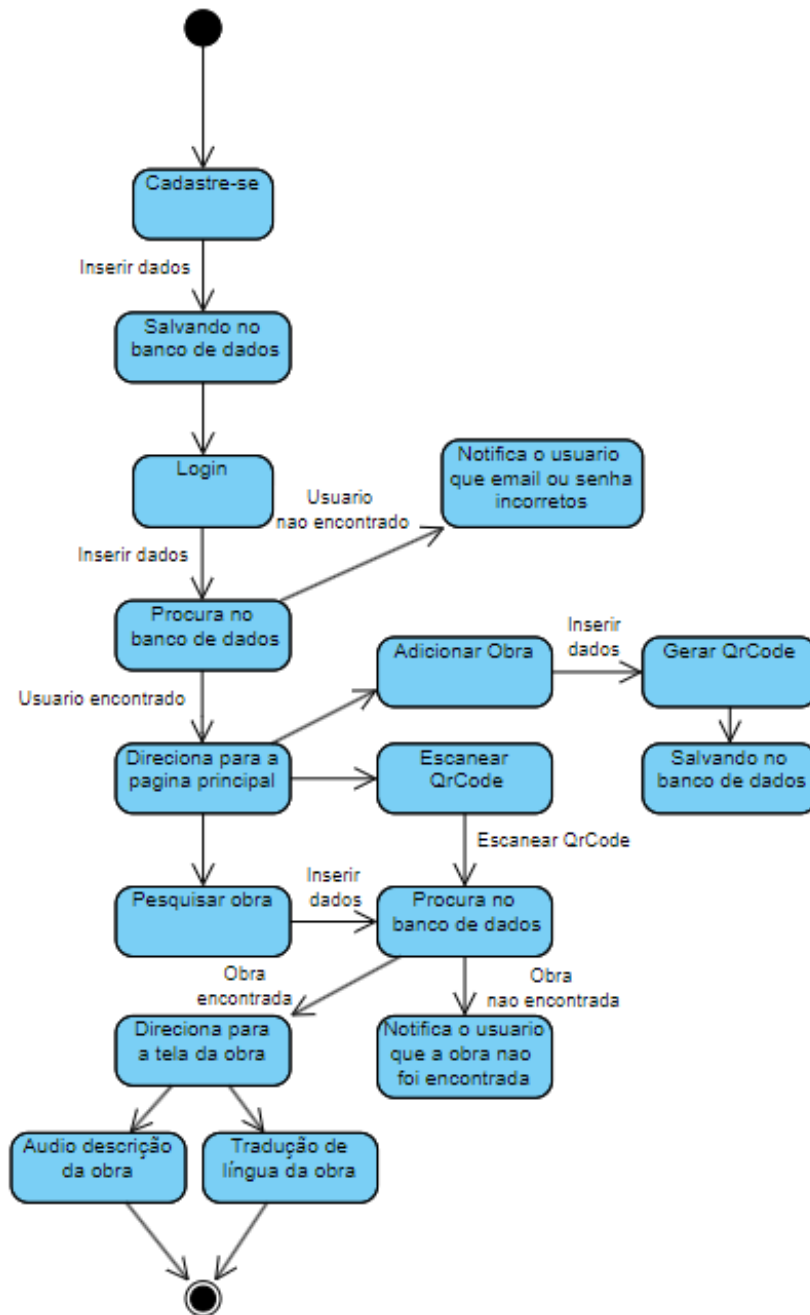 Cadastre-se
Inserir dados
Salvando no
banco de dados
Login
Notifica o usuario
que email ou senha
incorretos
Usuario
nao encontrado
Inserir dados
Procura no
banco de dados
Adicionar Obra
Inserir
dados
Gerar QrCode
Usuario encontrado
Direciona para a
pagina principal
Escanear
QrCode
Salvando no
banco de dados
Escanear QrCode
Pesquisar obra
Inserir
dados
Procura no
banco de dados
Obra
encontrada
Obra
nao encontrada
Direciona para
a tela da obra
Notifica o usuario
que a obra nao
foi encontrada
Audio descrição
da obra
Tradução de
língua da obra